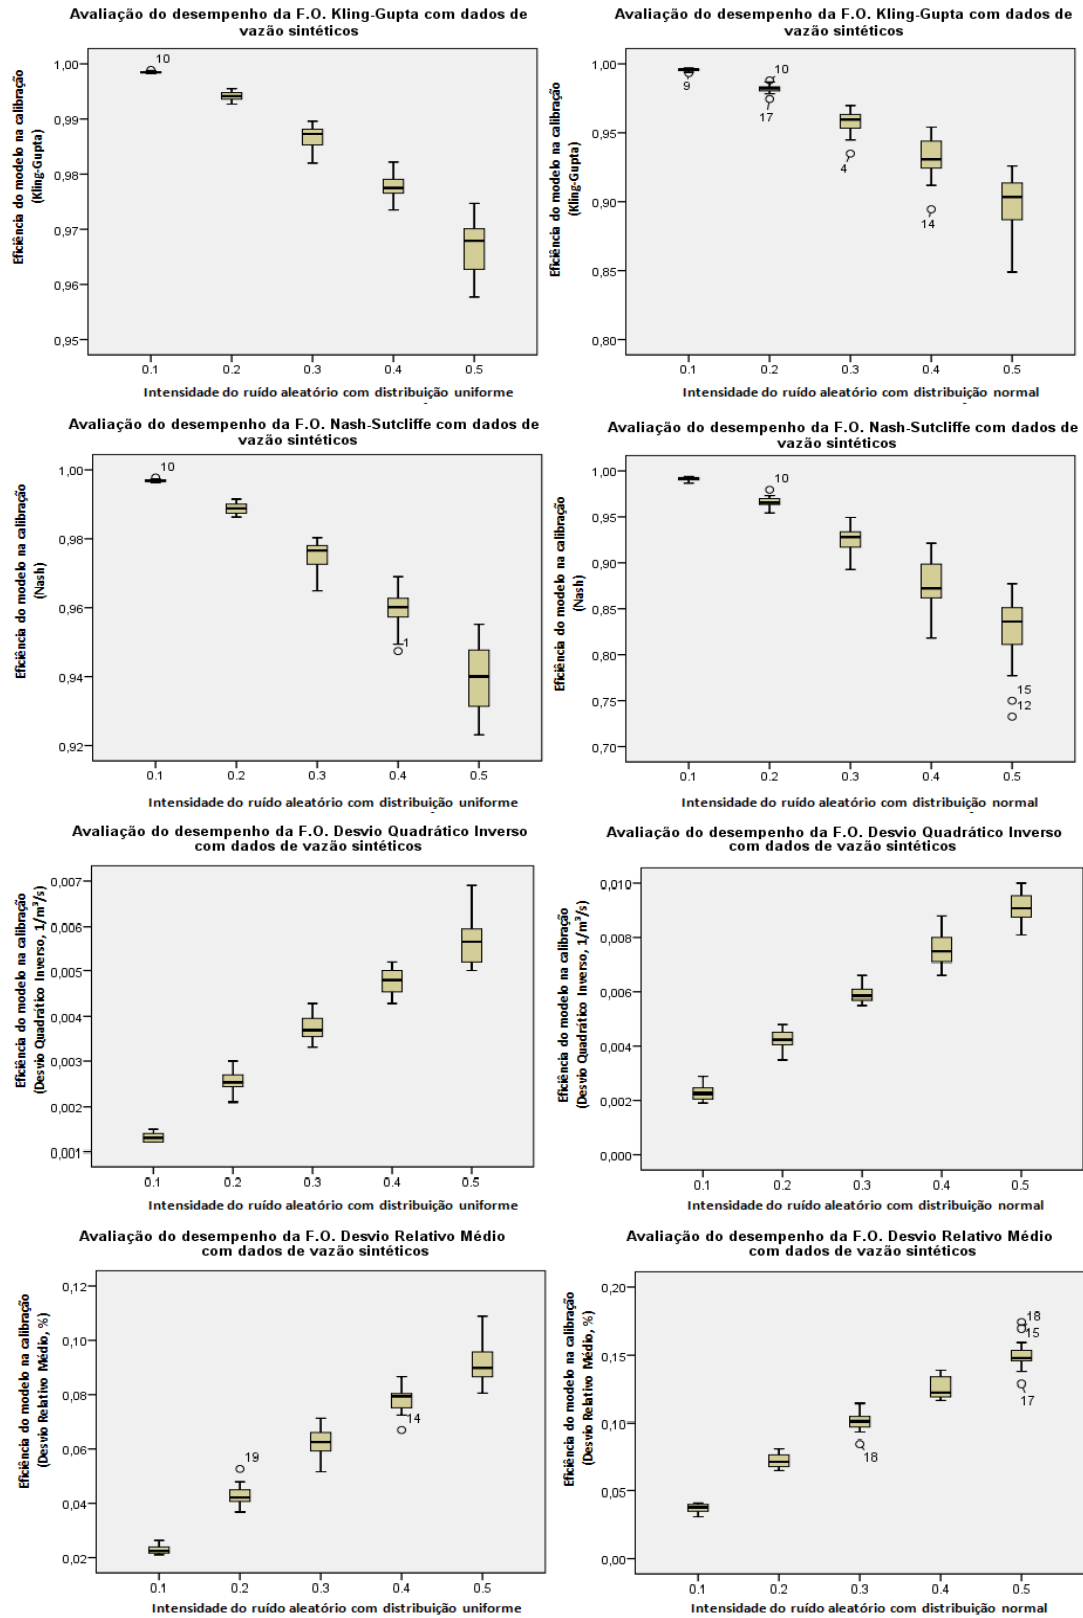 Avaliação do desempenho da F.O. Kling-Gupta com dados de
vazão sintéticos
Eficiência do modelo na calibração
(Kling-Gupta)
1,00
0,99
0,98
0,97
0,96
0,95
10
0.1
0.2
0.3
0.4
0.5
Intensidade do ruído aleatório com distribuição uniforme
Avaliação do desempenho da F.O. Kling-Gupta com dados de
vazão sintéticos
Eficiência do modelo na calibração
(Kling-Gupta)
1,00
0,95
0,90
0,85
0,80
9
10
17
4
14
0.1
0.2
0.3
0.4
0.5
Intensidade do ruído aleatório com distribuição normal
Avaliação do desempenho da F.O. Nash-Sutcliffe com dados de
vazão sintéticos
Eficiência do modelo na calibração
(Nash)
1,00
0,98
0,96
0,94
0,92
10
1
0.1
0.2
0.3
0.4
0.5
Intensidade do ruído aleatório com distribuição uniforme
Avaliação do desempenho da F.O. Nash-Sutcliffe com dados de
vazão sintéticos
Eficiência do modelo na calibração
(Nash)
1,00
0,95
0,90
0,85
0,80
0,75
0,70
10
15
12
0.1
0.2
0.3
0.4
0.5
Intensidade do ruído aleatório com distribuição normal
Avaliação do desempenho da F.O. Desvio Quadrático Inverso
com dados de vazão sintéticos
Eficiência do modelo na calibração
(Desvio Quadrático Inverso, 1/m³/s)
0,007
0,006
0,005
0,004
0,003
0,002
0,001
0.1
0.2
0.3
0.4
0.5
Intensidade do ruído aleatório com distribuição uniforme
Avaliação do desempenho da F.O. Desvio Quadrático Inverso
com dados de vazão sintéticos
Eficiência do modelo na calibração
(Desvio Quadrático Inverso, 1/m³/s)
0,010
0,008
0,006
0,004
0,002
0,000
0.1
0.2
0.3
0.4
0.5
Intensidade do ruído aleatório com distribuição normal
Avaliação do desempenho da F.O. Desvio Relativo Médio
com dados de vazão sintéticos
Eficiência do modelo na calibração
(Desvio Relativo Médio, %)
0,12
0,10
0,08
0,06
0,04
0,02
19
14
0.1
0.2
0.3
0.4
0.5
Intensidade do ruído aleatório com distribuição uniforme
Avaliação do desempenho da F.O. Desvio Relativo Médio
com dados de vazão sintéticos
Eficiência do modelo na calibração
(Desvio Relativo Médio, %)
0,20
0,15
0,10
0,05
0,00
18
18
15
17
0.1
0.2
0.3
0.4
0.5
Intensidade do ruído aleatório com distribuição normal